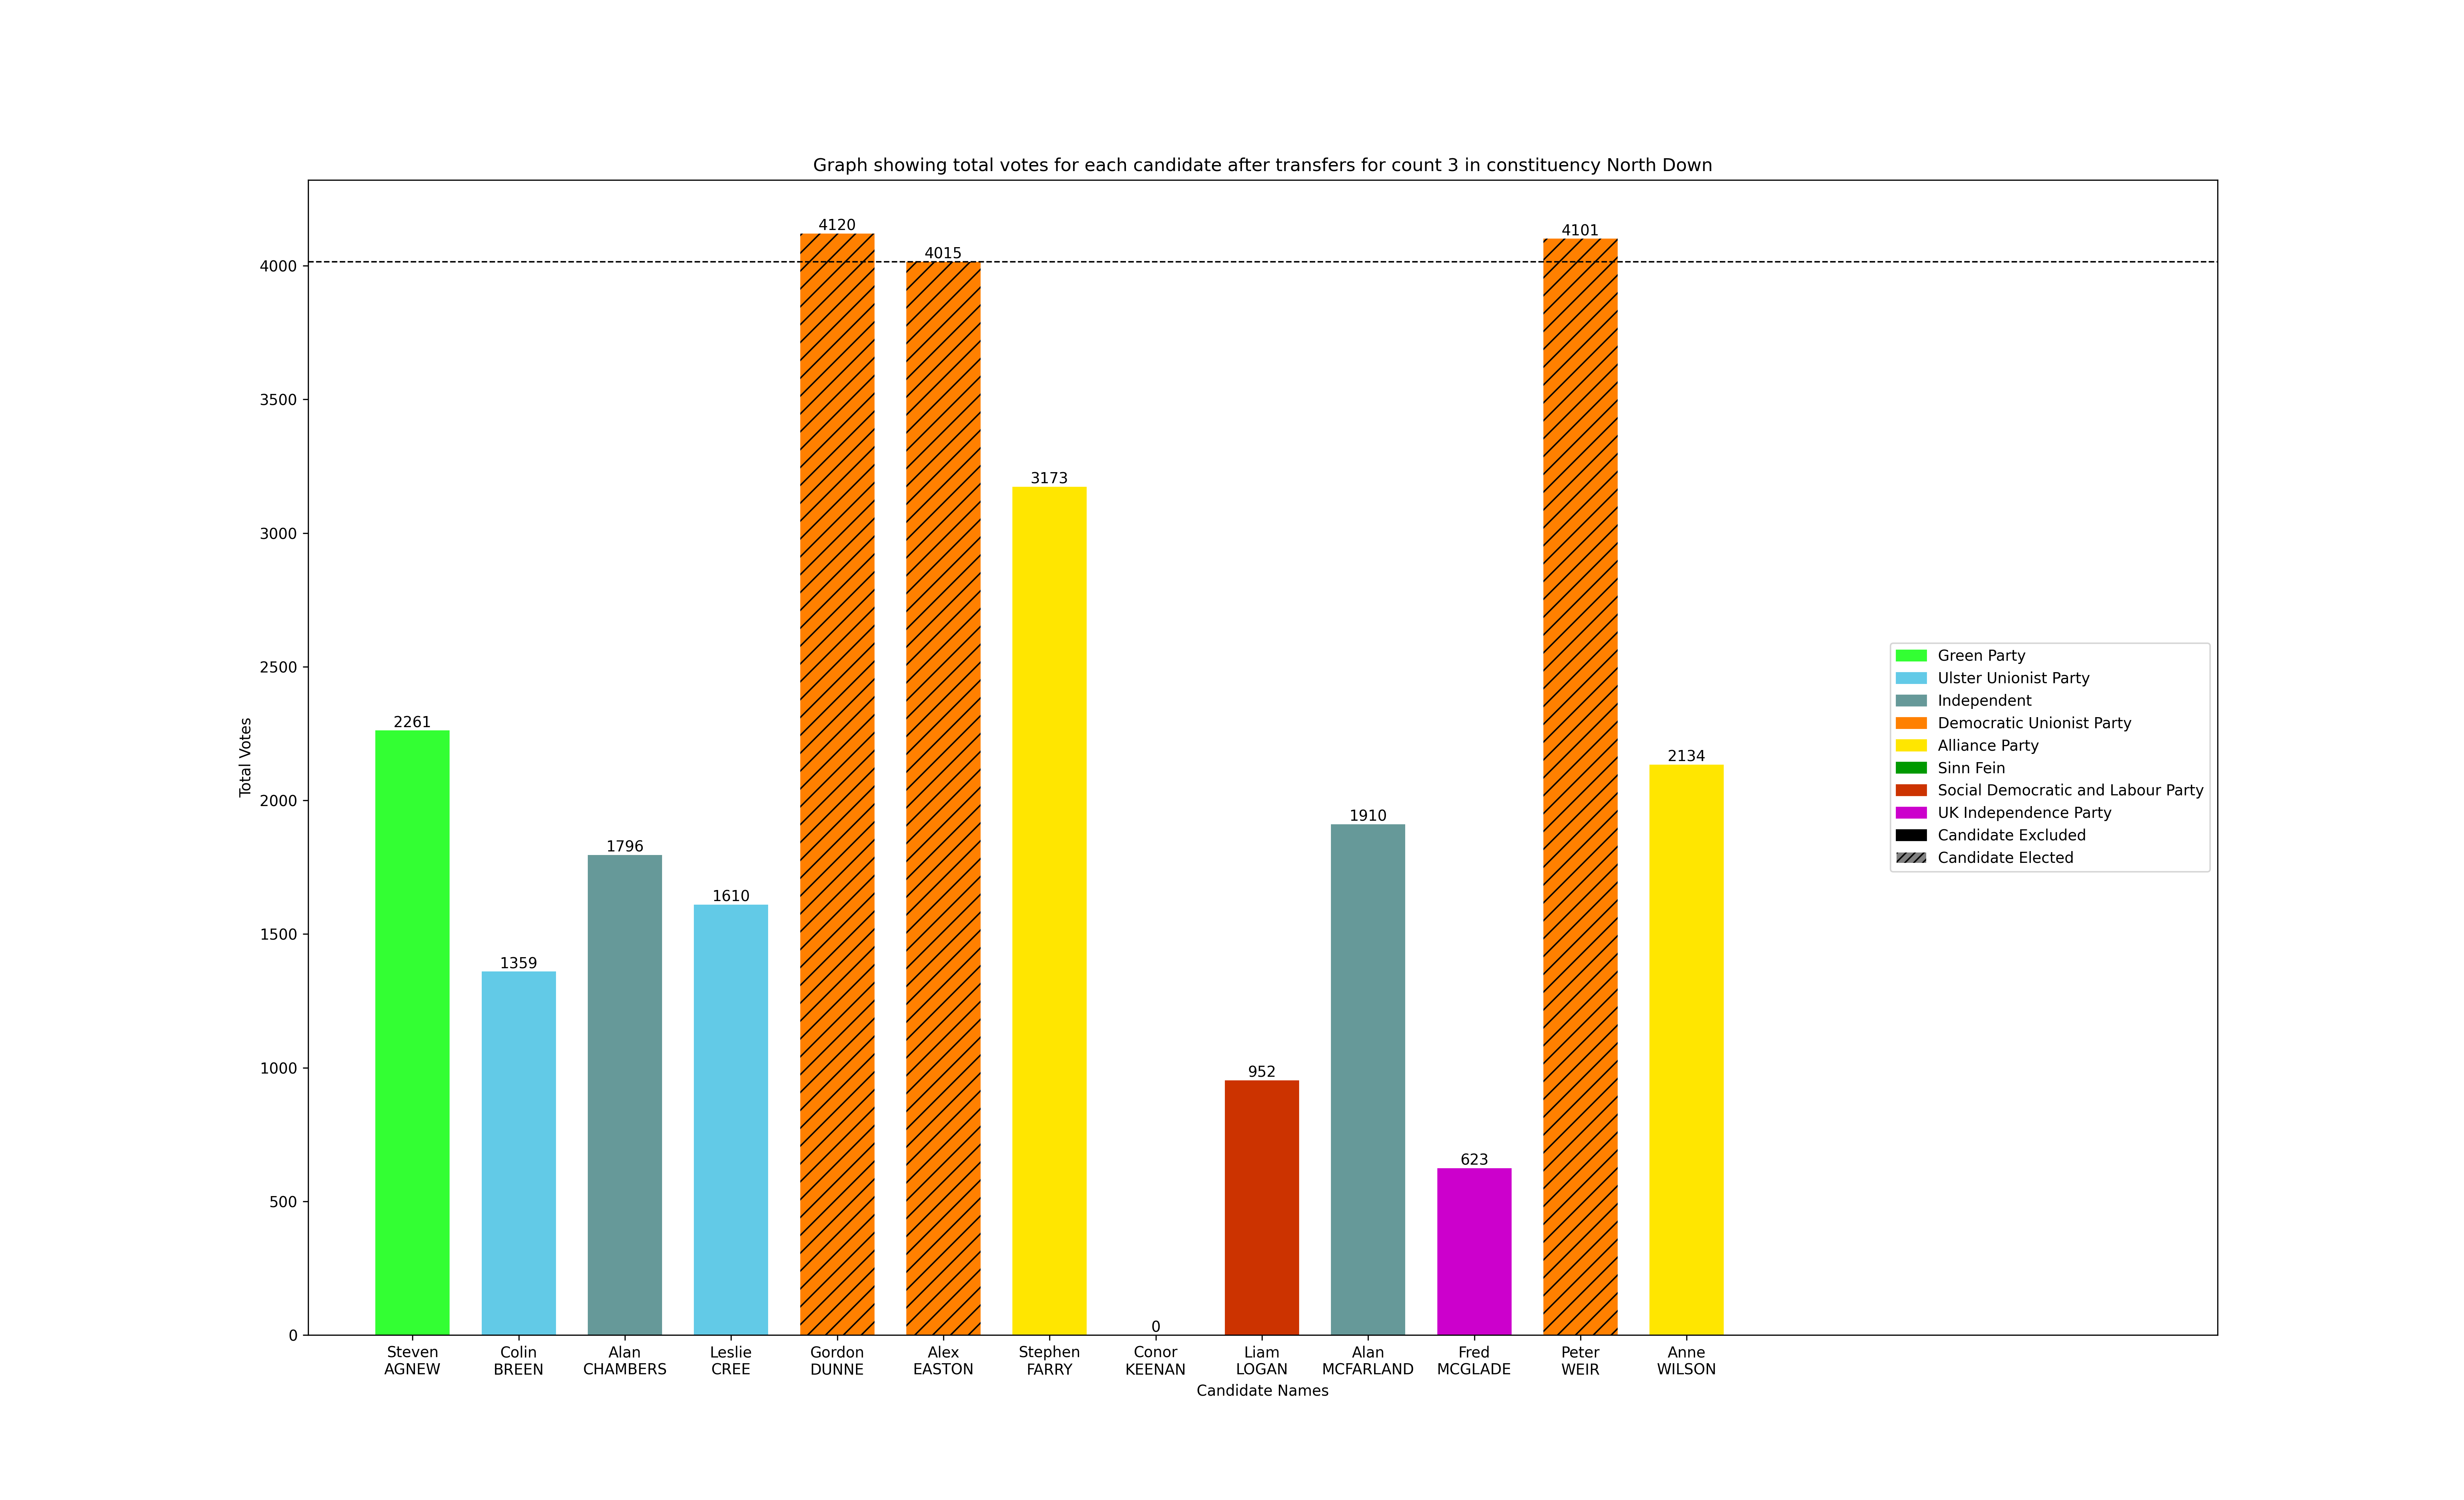 Graph showing total votes for each candidate after transfers for count 3 in constituency North Down
Total Votes
4000
3500
3000
2500
2000
1500
1000
500
0
2261
1359
1796
1610
4120
4015
3173
0
952
1910
623
4101
2134
Steven
AGNEW
Colin
BREEN
Alan
CHAMBERS
Leslie
CREE
Gordon
DUNNE
Alex
EASTON
Stephen
FARRY
Conor
KEENAN
Liam
LOGAN
Alan
MCFARLAND
Fred
MCGLADE
Peter
WEIR
Anne
WILSON
Candidate Names
Green Party
Ulster Unionist Party
Independent
Democratic Unionist Party
Alliance Party
Sinn Fein
Social Democratic and Labour Party
UK Independence Party
Candidate Excluded
Candidate Elected